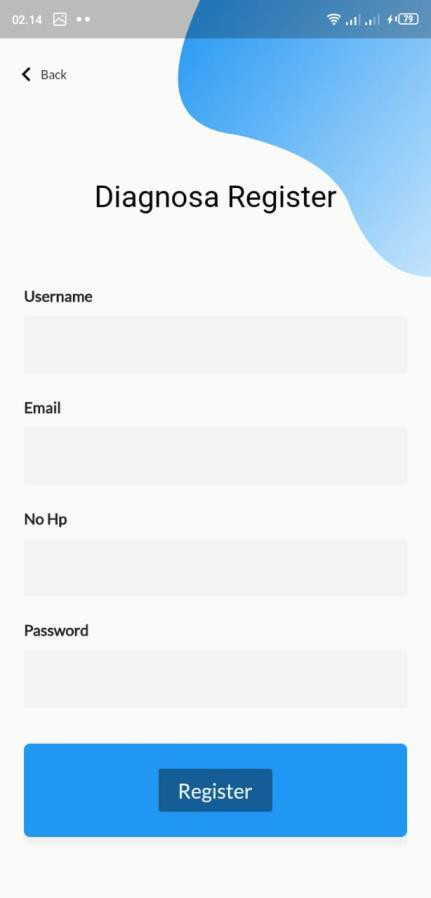 02.14
79
Back
Diagnosa Register
Username
Email
No Hp
Password
Register